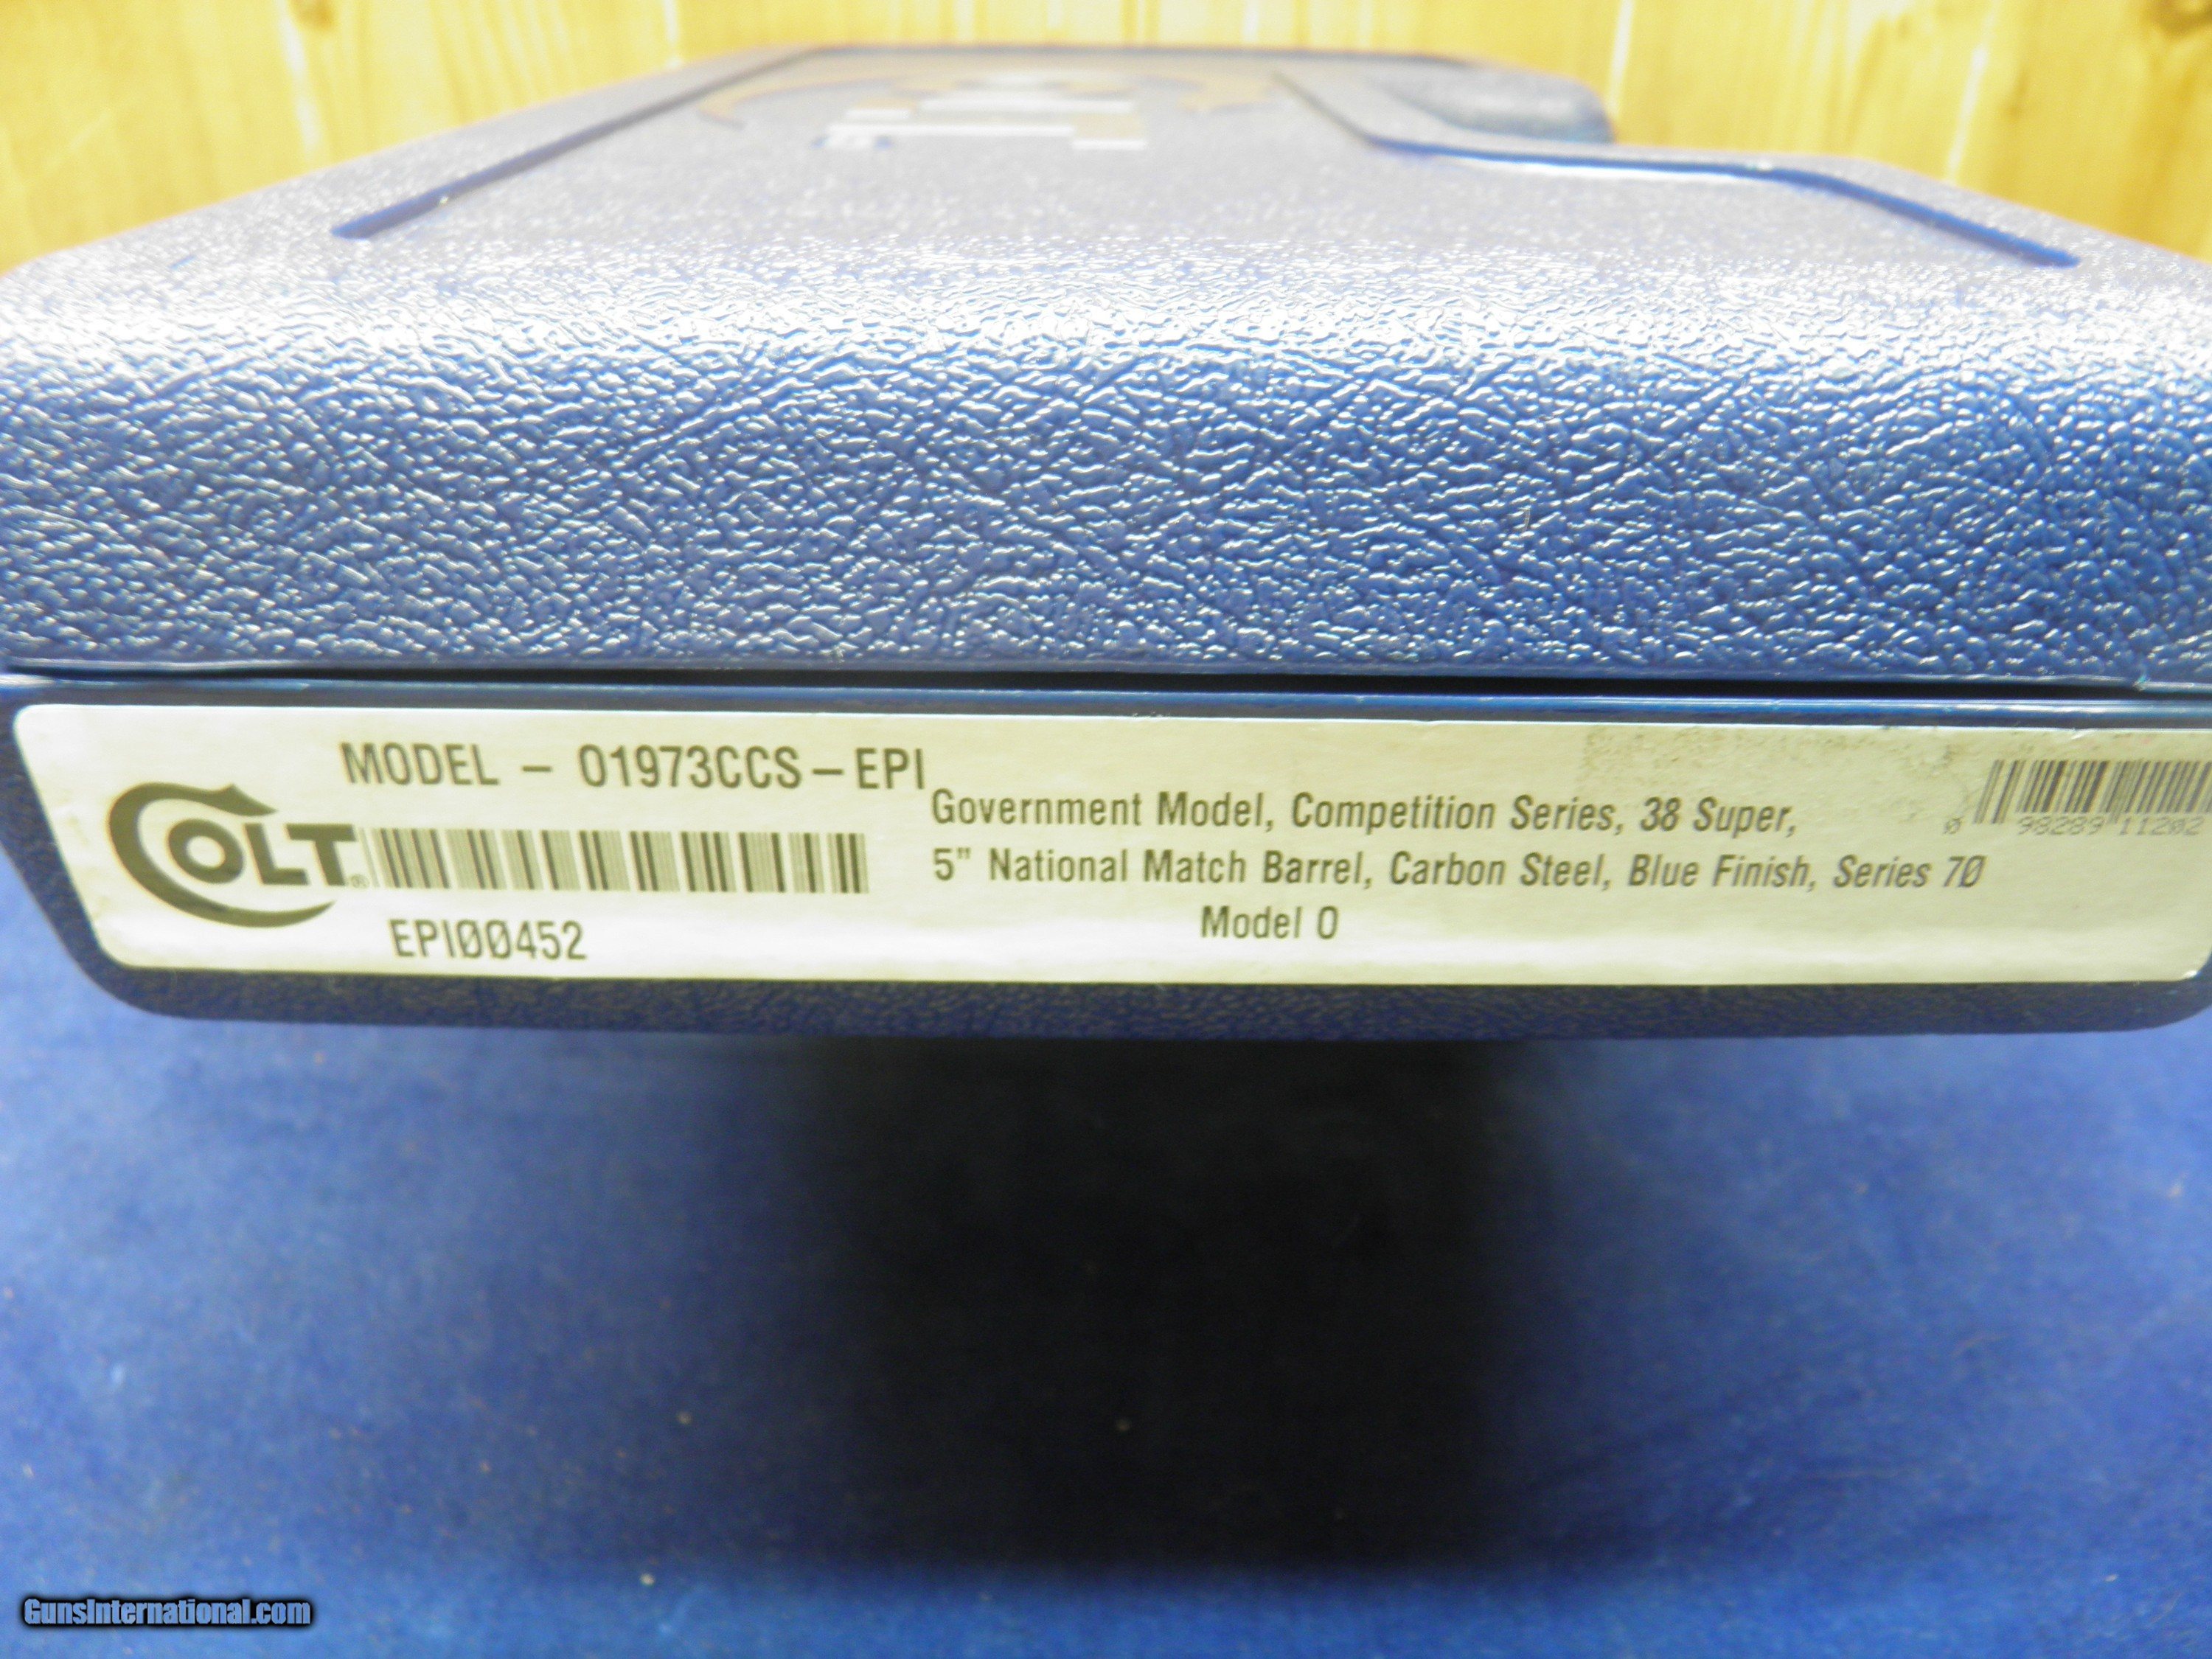 MODEL - O1973CCS-EPI
COLT®
EPI00452
Government Model, Competition Series, 38 Super,
5" National Match Barrel, Carbon Steel, Blue Finish, Series 70
Model O
0 98289 11202
GunsInternational.com